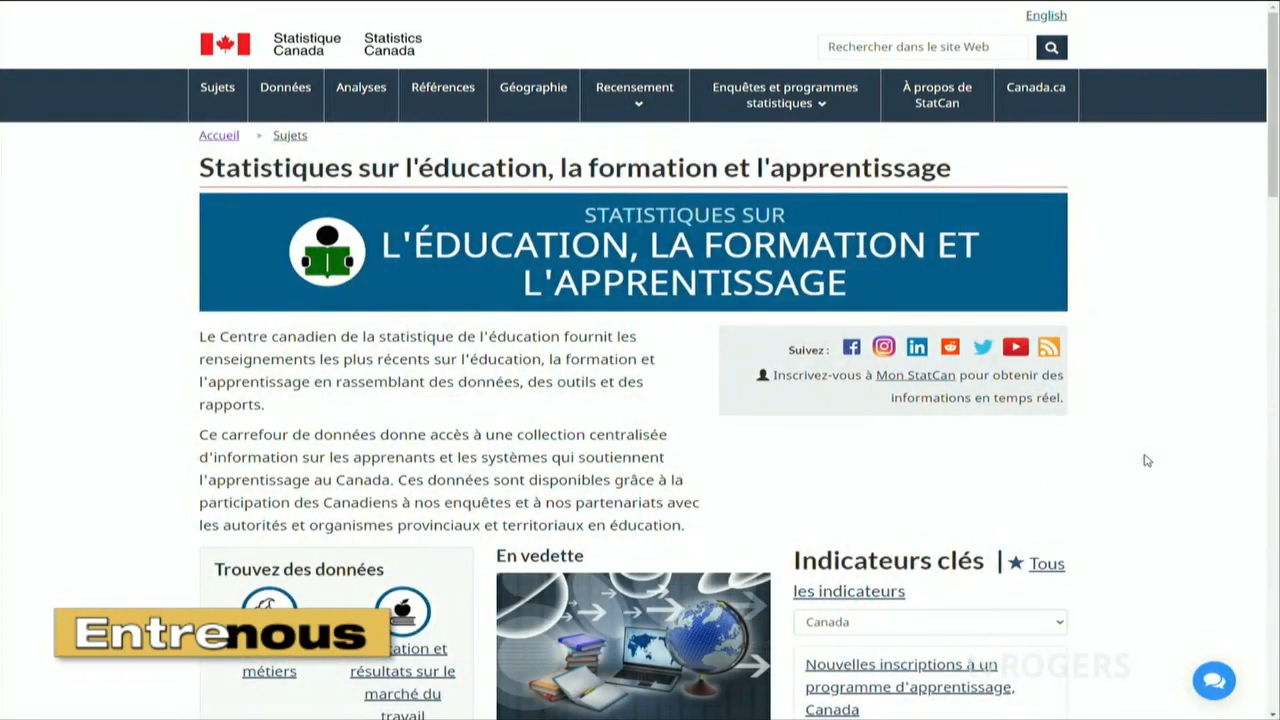 English
Statistique
Canada
Statistics
Canada
Rechercher dans le site Web
Sujets
Données
Analyses
Références
Géographie
Recensement
Enquêtes et programmes
statistiques
À propos de
StatCan
Canada.ca
Accueil
Sujets
Statistiques sur l'éducation, la formation et l'apprentissage
STATISTIQUES SUR
L'ÉDUCATION, LA FORMATION ET
L'APPRENTISSAGE
Le Centre canadien de la statistique de l'éducation fournit les
renseignements les plus récents sur l'éducation, la formation et
l'apprentissage en rassemblant des données, des outils et des
rapports.
Suivez :
Inscrivez-vous à Mon StatCan pour obtenir des
informations en temps réel.
Ce carrefour de données donne accès à une collection centralisée
d'information sur les apprenants et les systèmes qui soutiennent
l'apprentissage au Canada. Ces données sont disponibles grâce à la
participation des Canadiens à nos enquêtes et à nos partenariats avec
les autorités et organismes provinciaux et territoriaux en éducation.
Trouvez des données
métiers
et
résultats sur le
marché du
travail
Entrenous
En vedette
Indicateurs clés | Tous
les indicateurs
Canada
Nouvelles inscriptions à un
programme d'apprentissage,
Canada
ROGERS